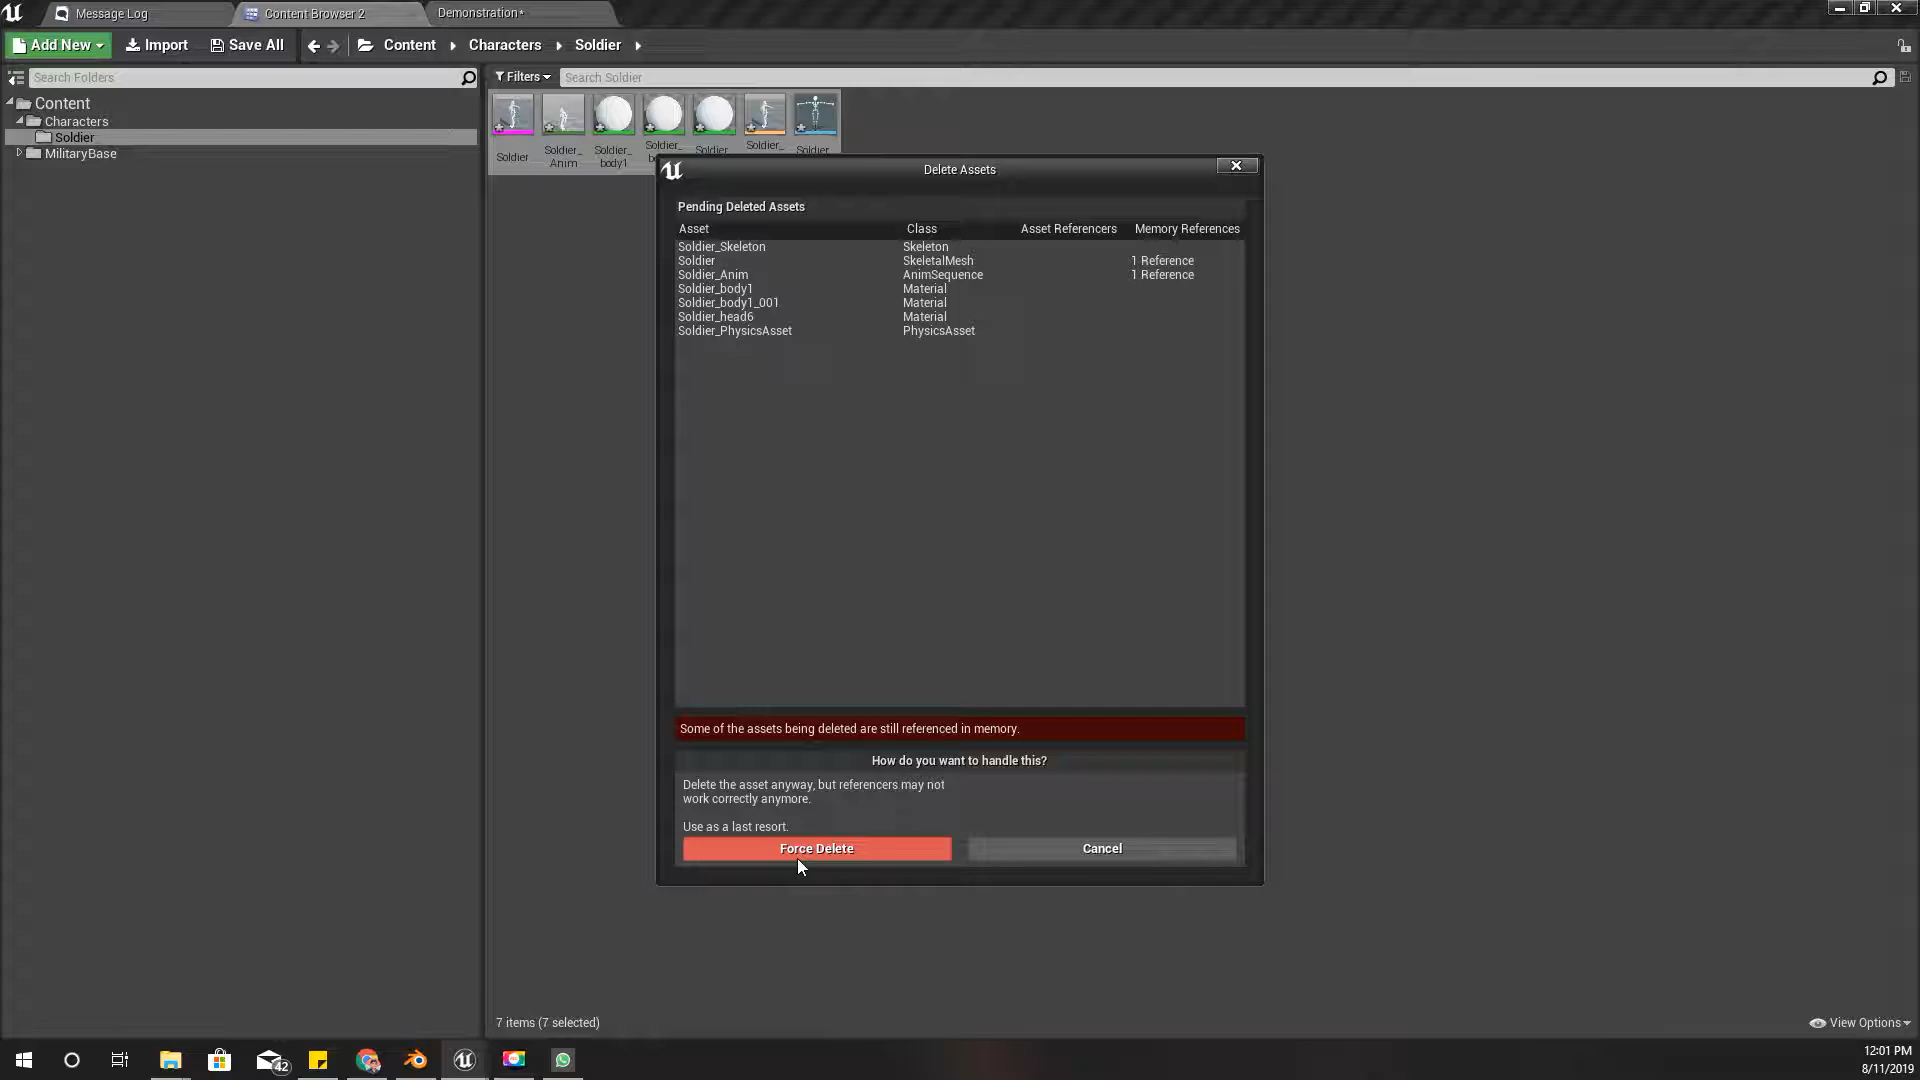 Message Log
Content Browser 2
Demonstration*
Add New
Import
Save All
Content
Characters
Soldier
Search Folders
Filters
Search Soldier
Content
Characters
Soldier
MilitaryBase
Soldier
Soldier_
Anim
Soldier_
body1
Soldier_
Soldier
Soldier_
Soldier
Delete Assets
Pending Deleted Assets
Asset Class Asset Referencers Memory References
Soldier_Skeleton Skeleton
Soldier SkeletalMesh 1 Reference
Soldier_Anim AnimSequence 1 Reference
Soldier_body1 Material
Soldier_body1_001 Material
Soldier_head6 Material
Soldier_PhysicsAsset PhysicsAsset
Some of the assets being deleted are still referenced in memory.
How do you want to handle this?
Delete the asset anyway, but referencers may not
work correctly anymore.
Use as a last resort.
Force Delete
Cancel
7 items (7 selected)
View Options
42
12:01 PM
8/11/2019